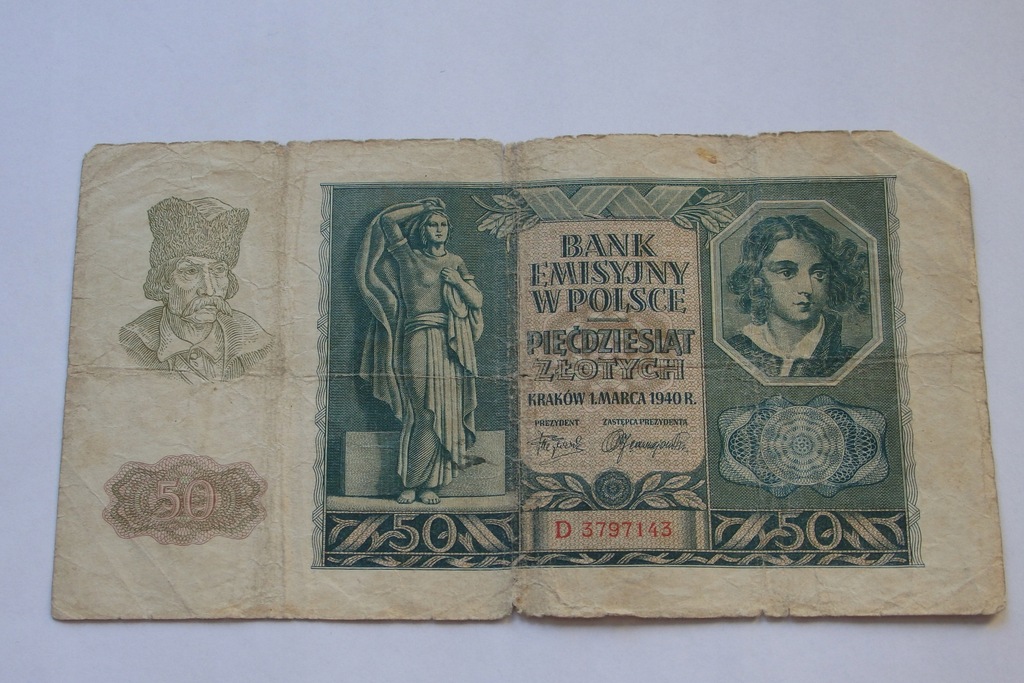 BANK
EMISYJNY
W POLSCE
PIĘĆDZIESIĄT
ZŁOTYCH
KRAKÓW 1. MARCA 1940 R.
PREZYDENT ZASTĘPCA PREZYDENTA
50
50
D 3797143
50